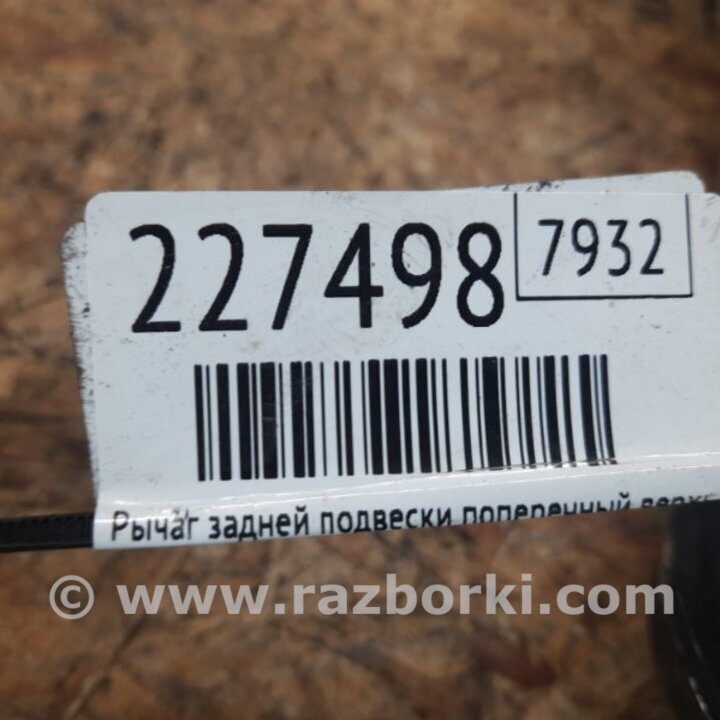 227498
7932
Рычаг задней подвески поперечный
© www.razborki.com